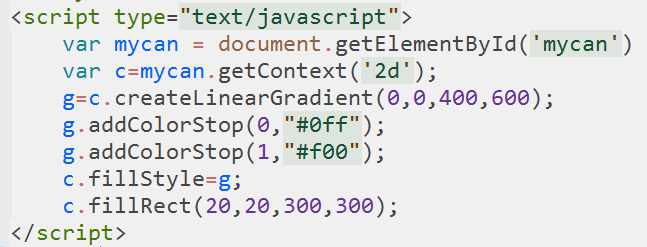 <script type="text/javascript">
var mycan = document.getElementById('mycan')
var c=mycan.getContext('2d');
g=c.createLinearGradient(0,0,400,600);
g.addColorStop(0,"#0ff");
g.addColorStop(1,"#f00");
c.fillStyle=g;
c.fillRect(20,20,300,300);
</script>